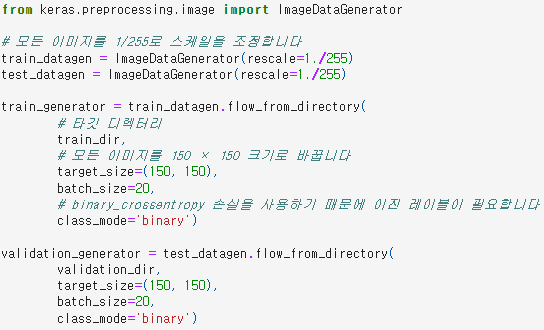 from keras.preprocessing.image import ImageDataGenerator
# 모든 이미지를 1/255로 스케일을 조정합니다
train_datagen = ImageDataGenerator(rescale=1./255)
test_datagen = ImageDataGenerator(rescale=1./255)
train_generator = train_datagen.flow_from_directory(
# 타깃 디렉터리
train_dir,
# 모든 이미지를 150 × 150 크기로 바꿉니다
target_size=(150, 150),
batch_size=20,
# binary_crossentropy 손실을 사용하기 때문에 이진 레이블이 필요합니다
class_mode='binary')
validation_generator = test_datagen.flow_from_directory(
validation_dir,
target_size=(150, 150),
batch_size=20,
class_mode='binary')